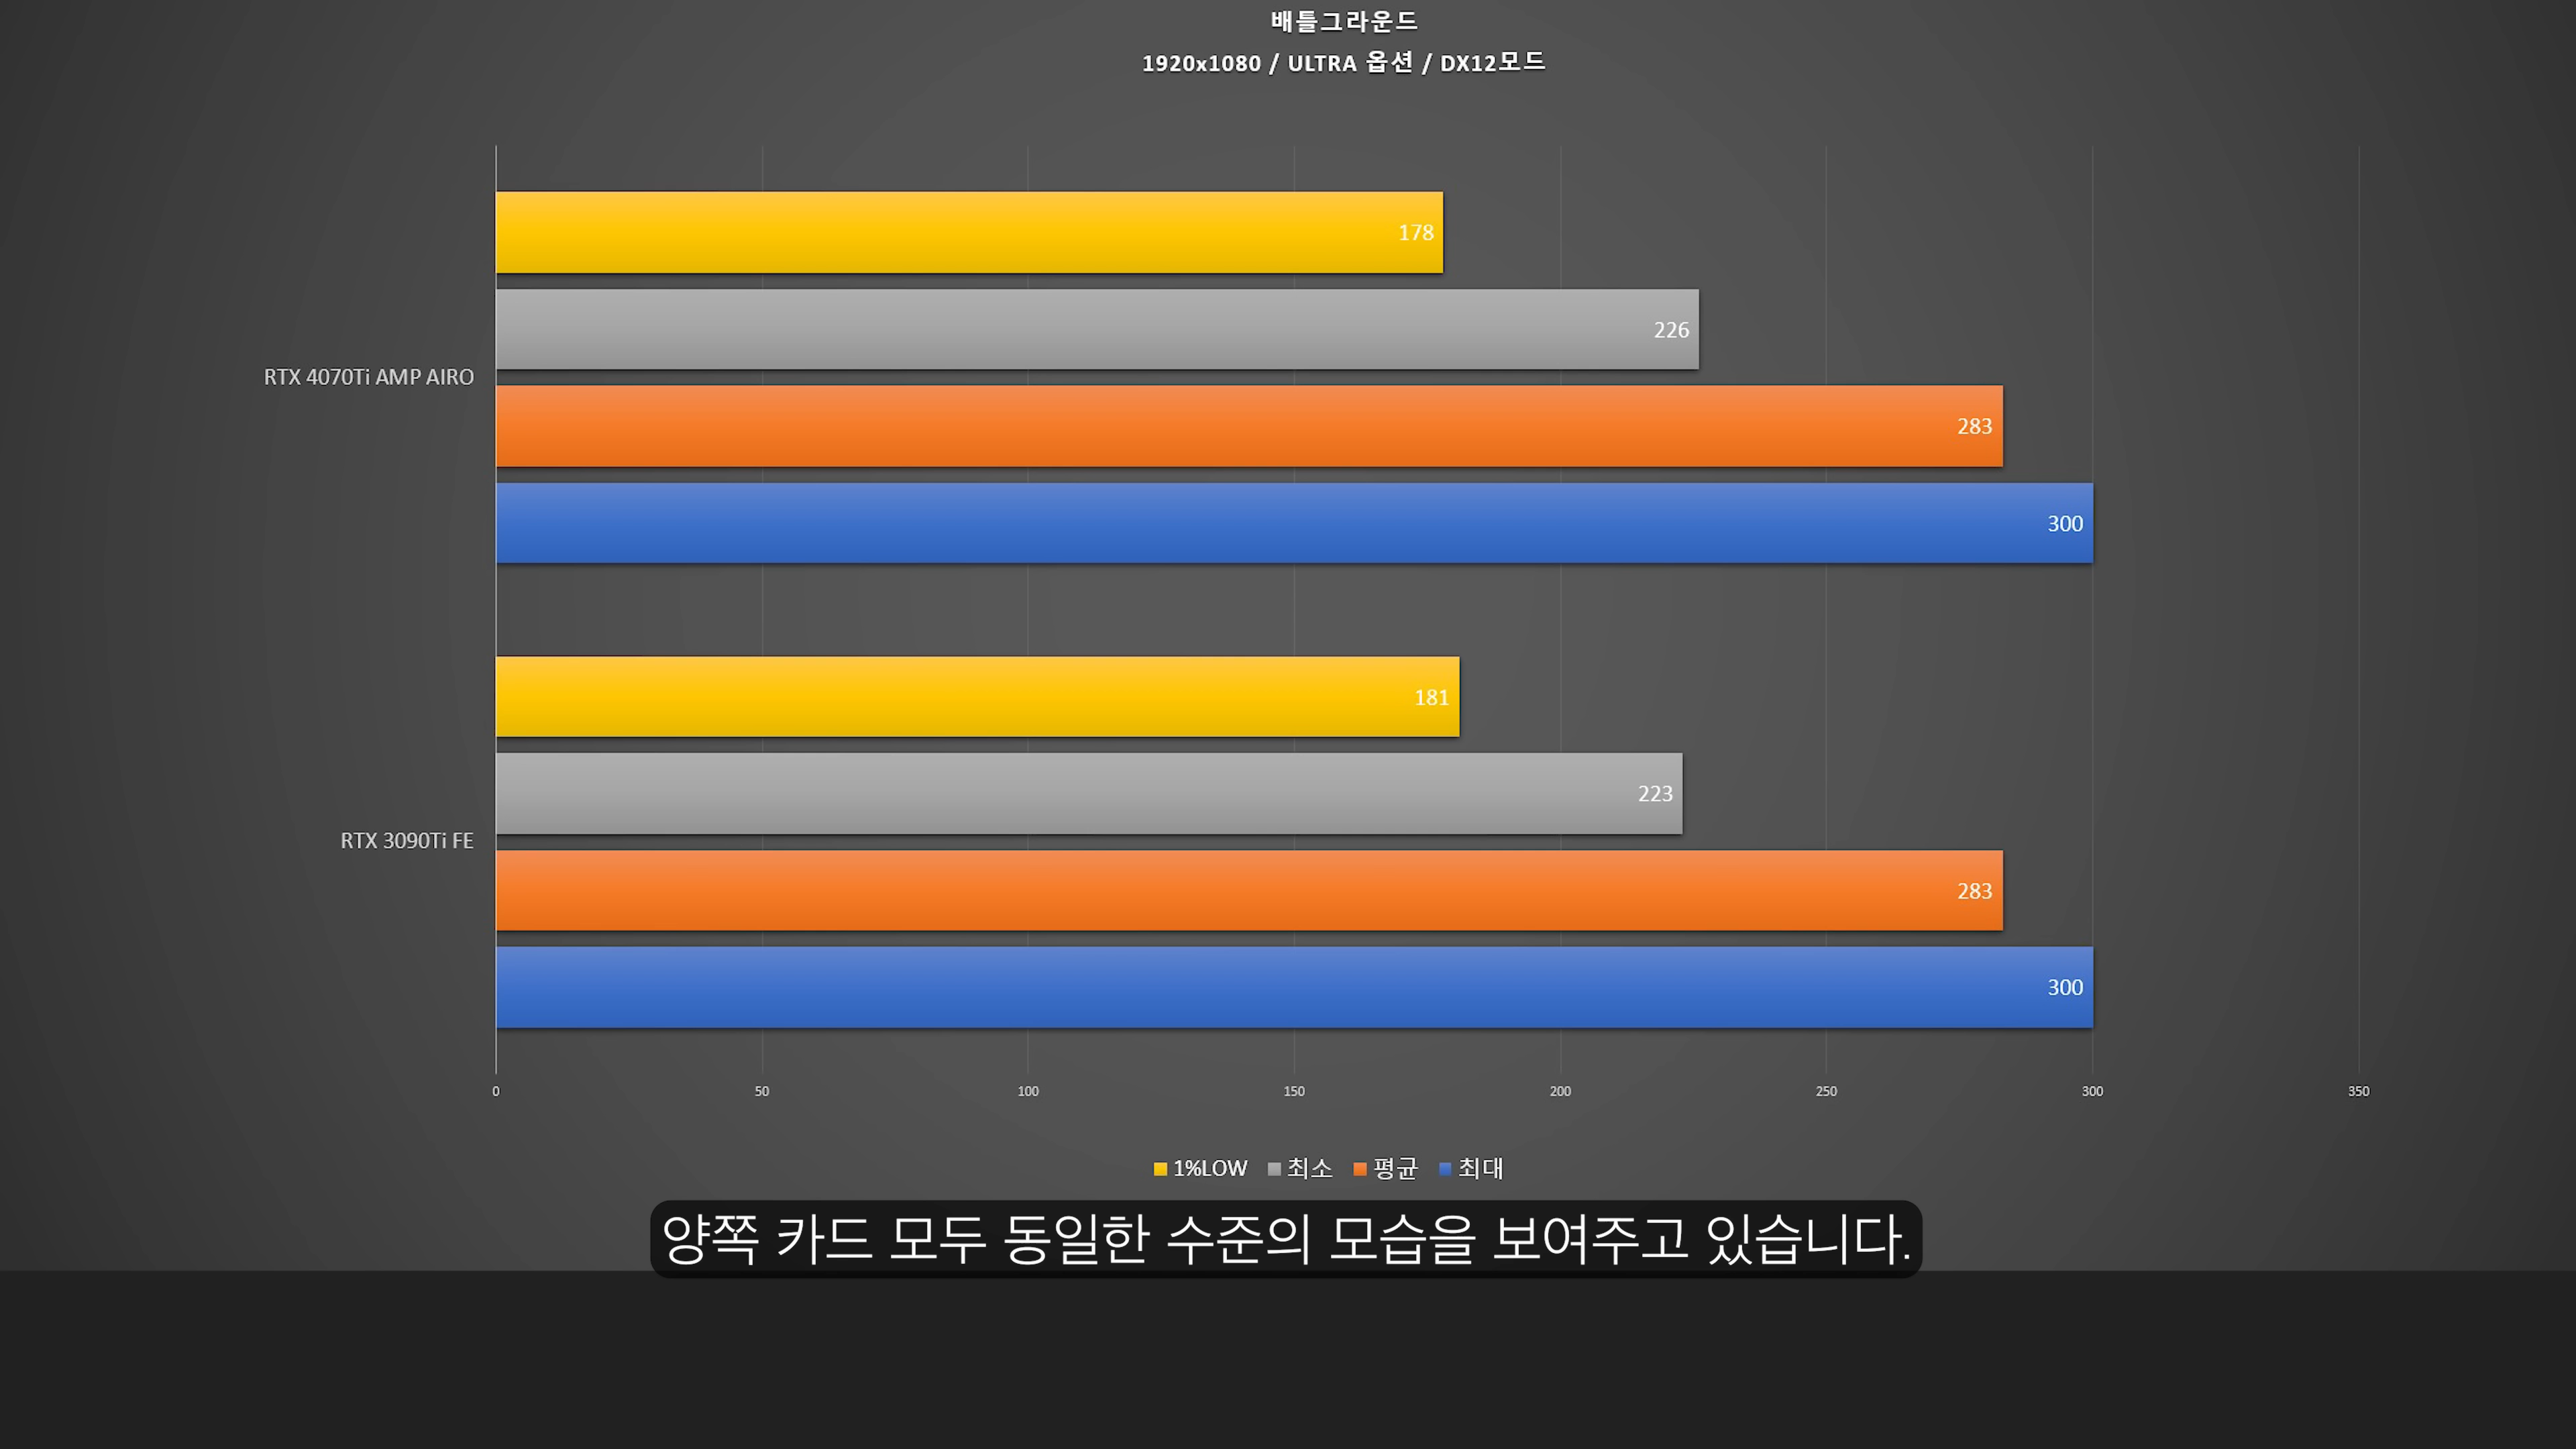 배틀그라운드
1920x1080 / ULTRA 옵션 / DX12모드
178
226
RTX 4070Ti AMP AIRO
283
300
181
223
RTX 3090Ti FE
283
300
0 50 100 150 200 250 300 350
1%LOW 최소 평균 최대
양쪽 카드 모두 동일한 수준의 모습을 보여주고 있습니다.